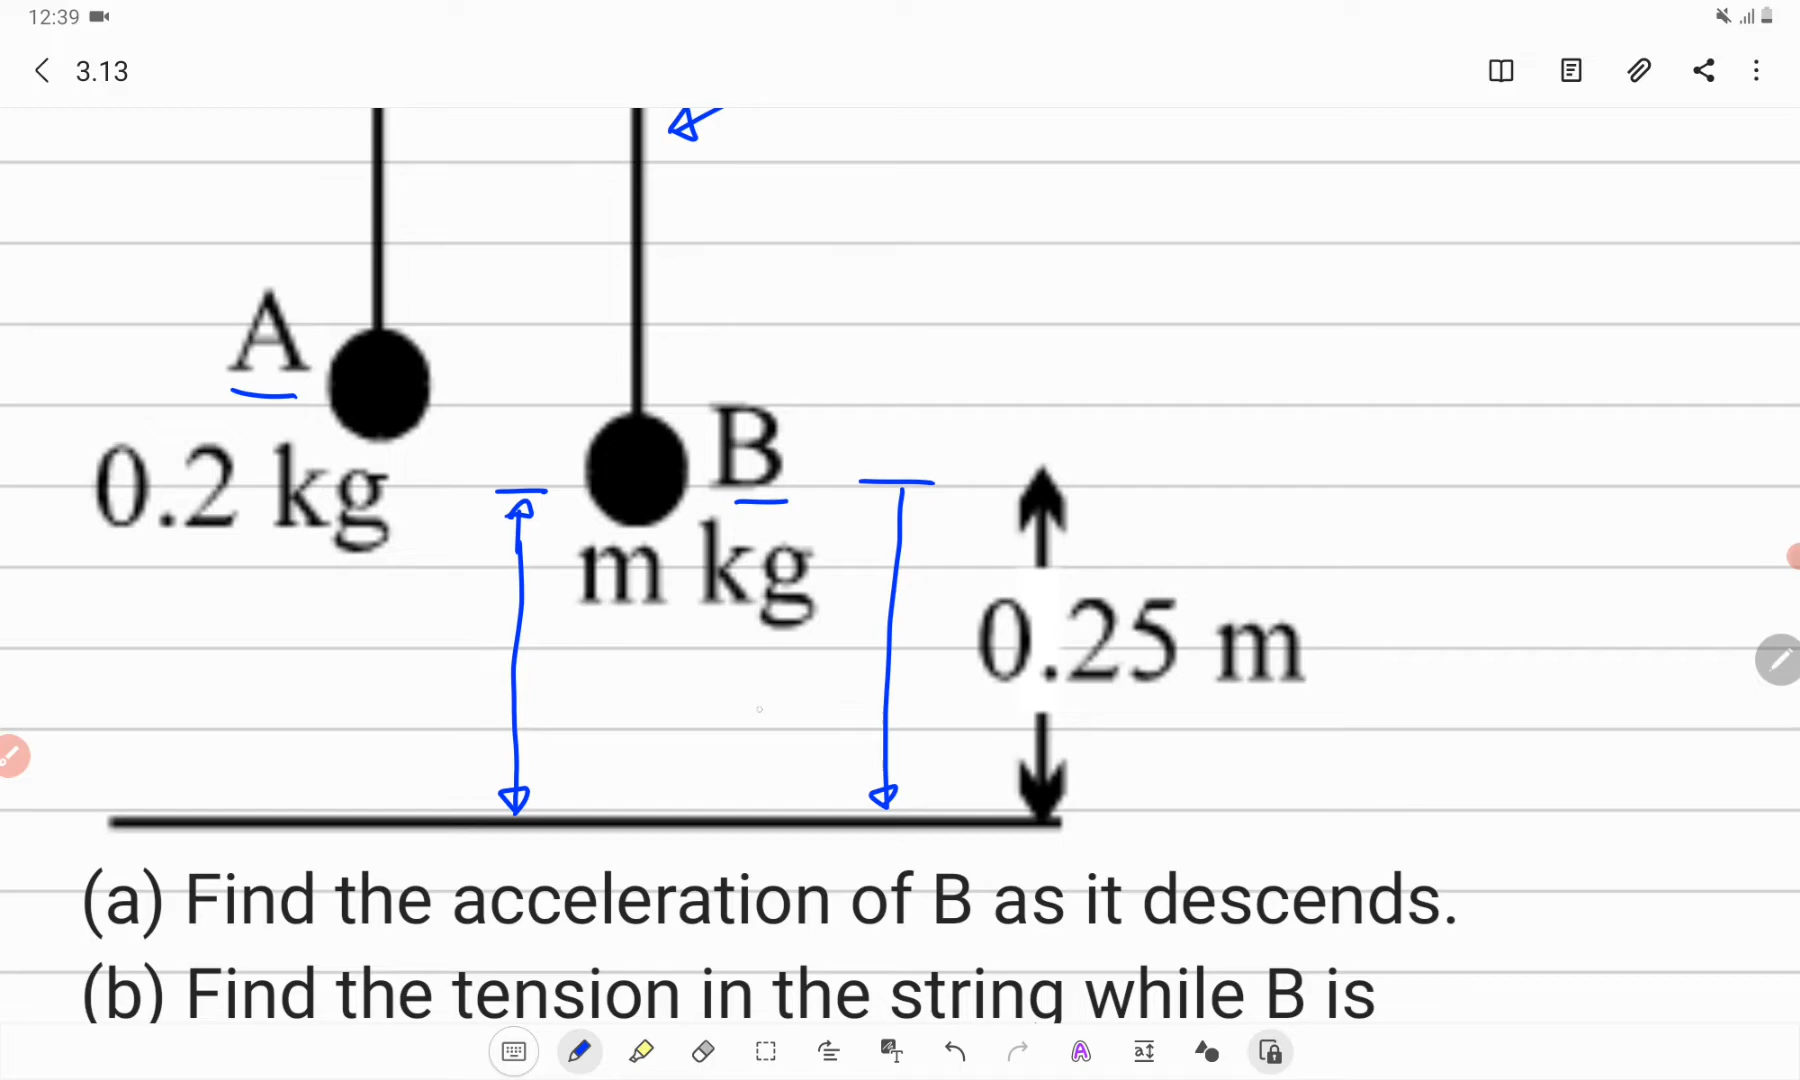 12:39
3.13
A
0.2 kg
B
m kg
0.25 m
(a) Find the acceleration of B as it descends.
(b) Find the tension in the string while B is